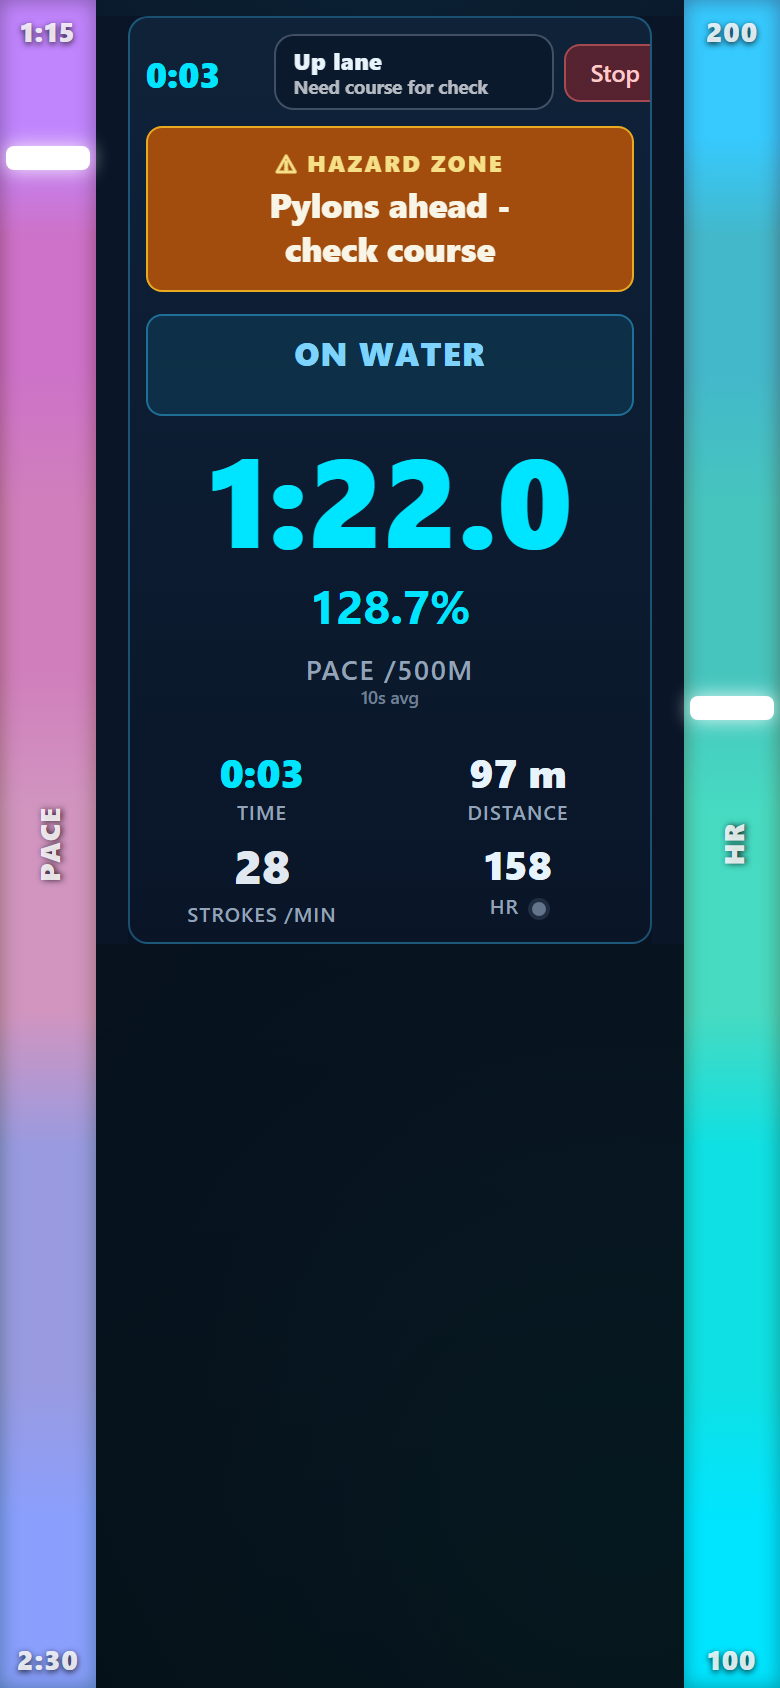 1:15
200
0:03
Up lane
Need course for check
Stop
⚠ HAZARD ZONE
Pylons ahead -
check course
ON WATER
1:22.0
128.7%
PACE /500M
10s avg
0:03
97 m
TIME
DISTANCE
28
158
STROKES /MIN
HR
PACE
HR
2:30
100